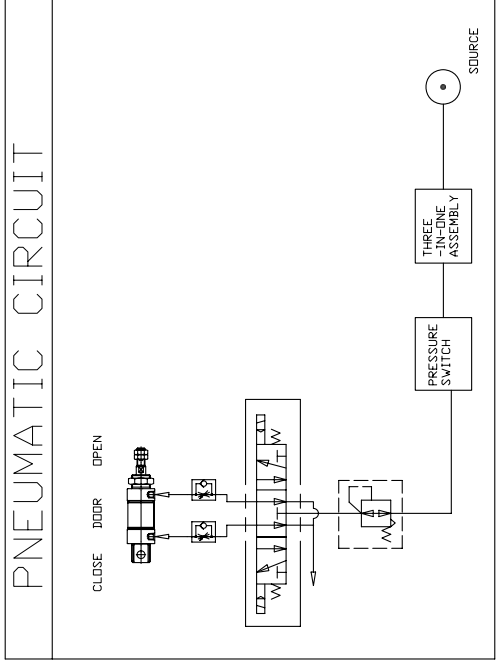 PNEUMATIC CIRCUIT
CLOSE DOOR OPEN
PRESSURE
SWITCH
THREE
-IN-ONE
ASSEMBLY
SOURCE